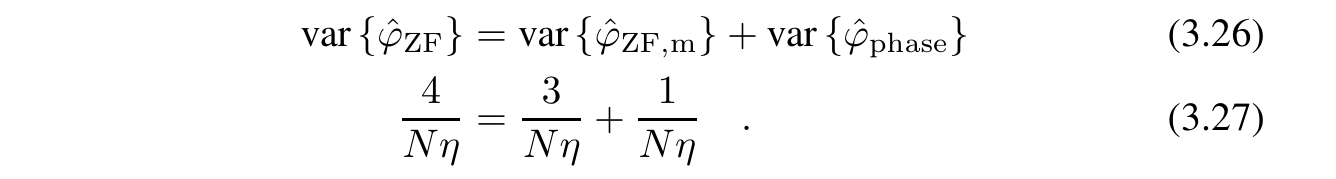 var {φ̂_ZF} = var {φ̂_ZF,m} + var {φ̂_phase} (3.26)
4/(Nη) = 3/(Nη) + 1/(Nη) . (3.27)